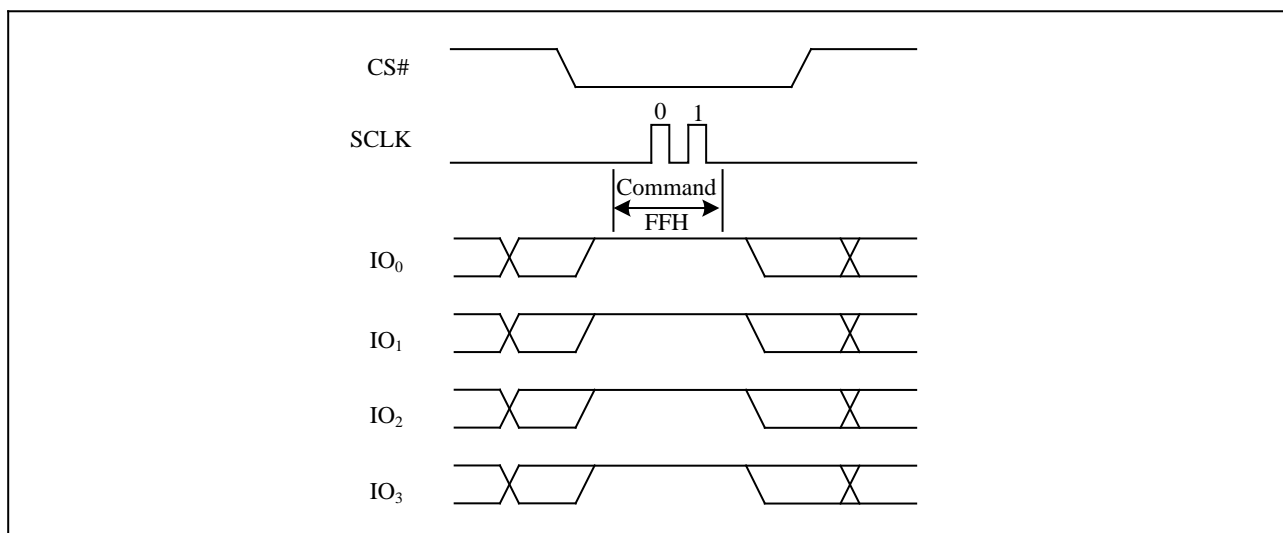 CS#
0 1
SCLK
Command
FFH
IO0
IO1
IO2
IO3